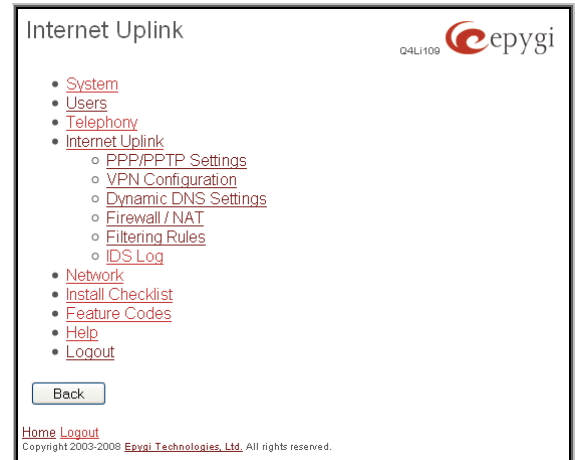 Internet Uplink
Q4Li109 epygi
System
Users
Telephony
Internet Uplink
PPP/PPTP Settings
VPN Configuration
Dynamic DNS Settings
Firewall / NAT
Filtering Rules
IDS Log
Network
Install Checklist
Feature Codes
Help
Logout
Back
Home Logout
Copyright 2003-2008 Epygi Technologies, Ltd. All rights reserved.